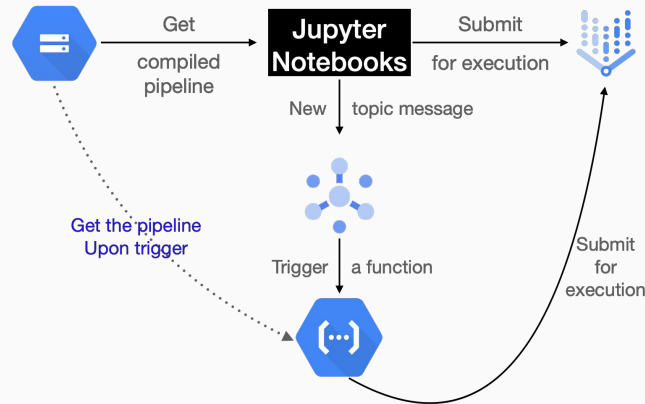 Get
compiled
pipeline
Jupyter
Notebooks
Submit
for execution
New topic message
Get the pipeline
Upon trigger
Trigger a function
Submit
for
execution